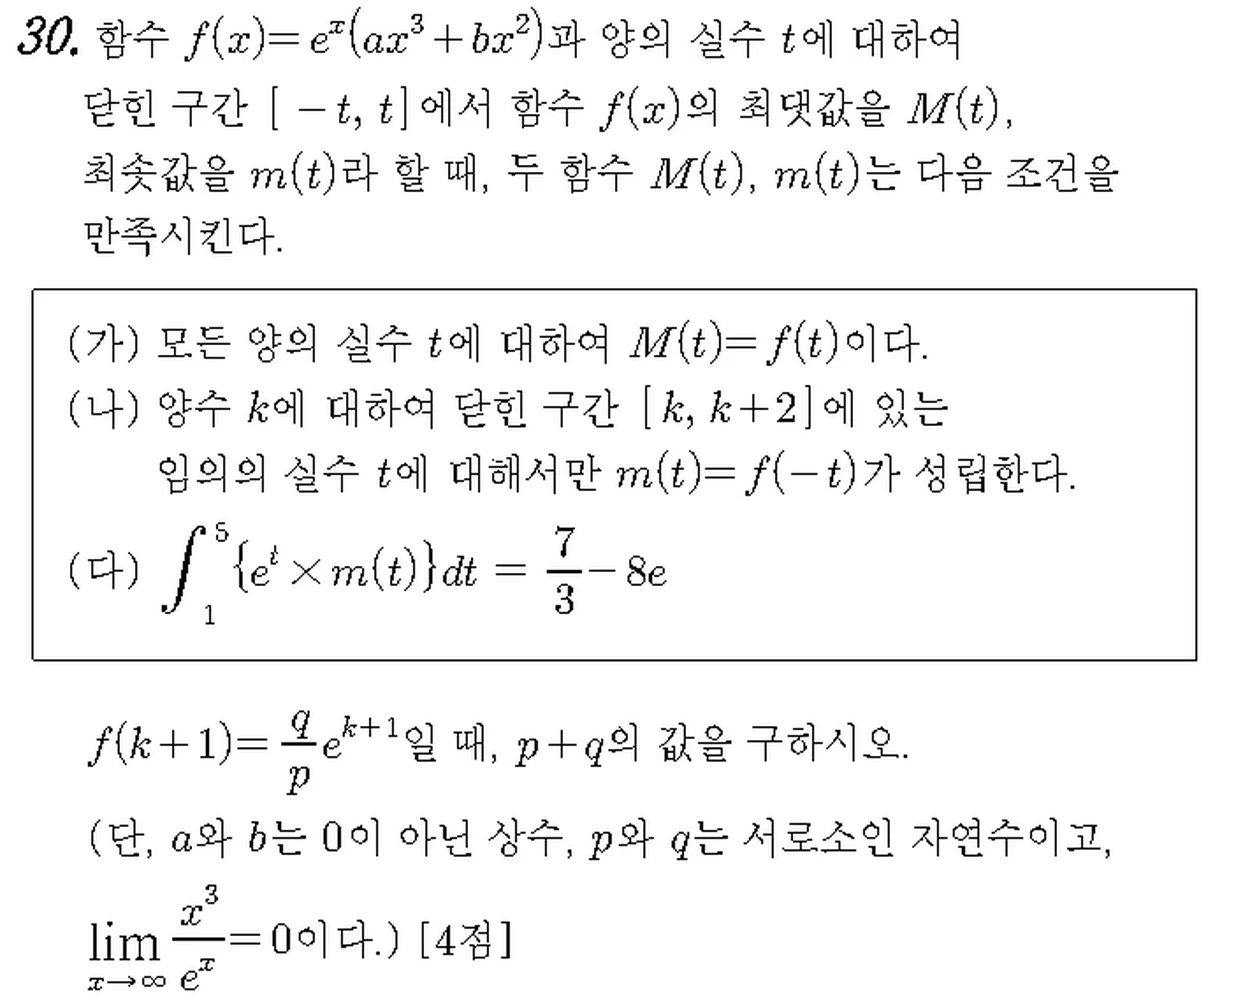 30. 함수 f(x)=e^x(ax^3+bx^2)과 양의 실수 t에 대하여
닫힌 구간 [-t, t]에서 함수 f(x)의 최댓값을 M(t),
최솟값을 m(t)라 할 때, 두 함수 M(t), m(t)는 다음 조건을
만족시킨다.
(가) 모든 양의 실수 t에 대하여 M(t)=f(t)이다.
(나) 양수 k에 대하여 닫힌 구간 [k, k+2]에 있는
임의의 실수 t에 대해서만 m(t)=f(-t)가 성립한다.
(다) ∫_1^5 {e^t × m(t)}dt = 7/3 - 8e
f(k+1)= q/p e^{k+1}일 때, p+q의 값을 구하시오.
(단, a와 b는 0이 아닌 상수, p와 q는 서로소인 자연수이고,
lim_{x→∞} x^3/e^x = 0이다.) [4점]